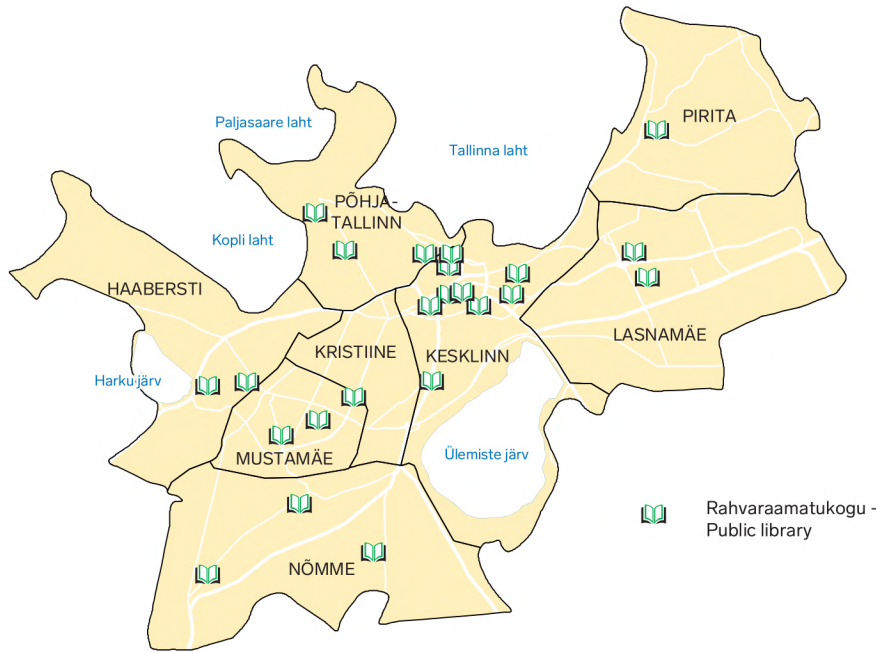 PIRITA
Paljasaare laht
Tallinna laht
PÕHJA-
TALLINN
Kopli laht
HAABERSTI
LASNAMÄE
KRISTIINE
KESKLINN
Harku järv
MUSTAMÄE
Ülemiste järv
Rahvaraamatukogu -
Public library
NÕMME